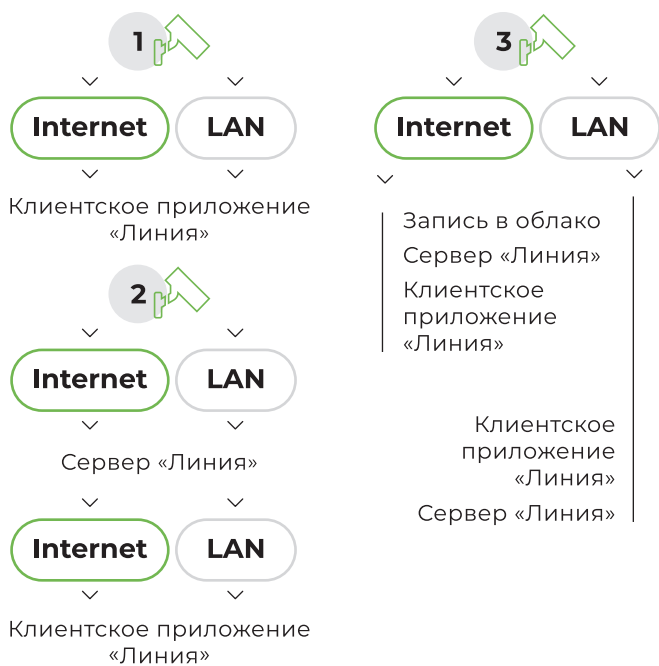 1
Internet LAN
Клиентское приложение
«Линия»
2
Internet LAN
Сервер «Линия»
Internet LAN
Клиентское приложение
«Линия»
3
Internet LAN
Запись в облако
Сервер «Линия»
Клиентское
приложение
«Линия»
Клиентское
приложение
«Линия»
Сервер «Линия»